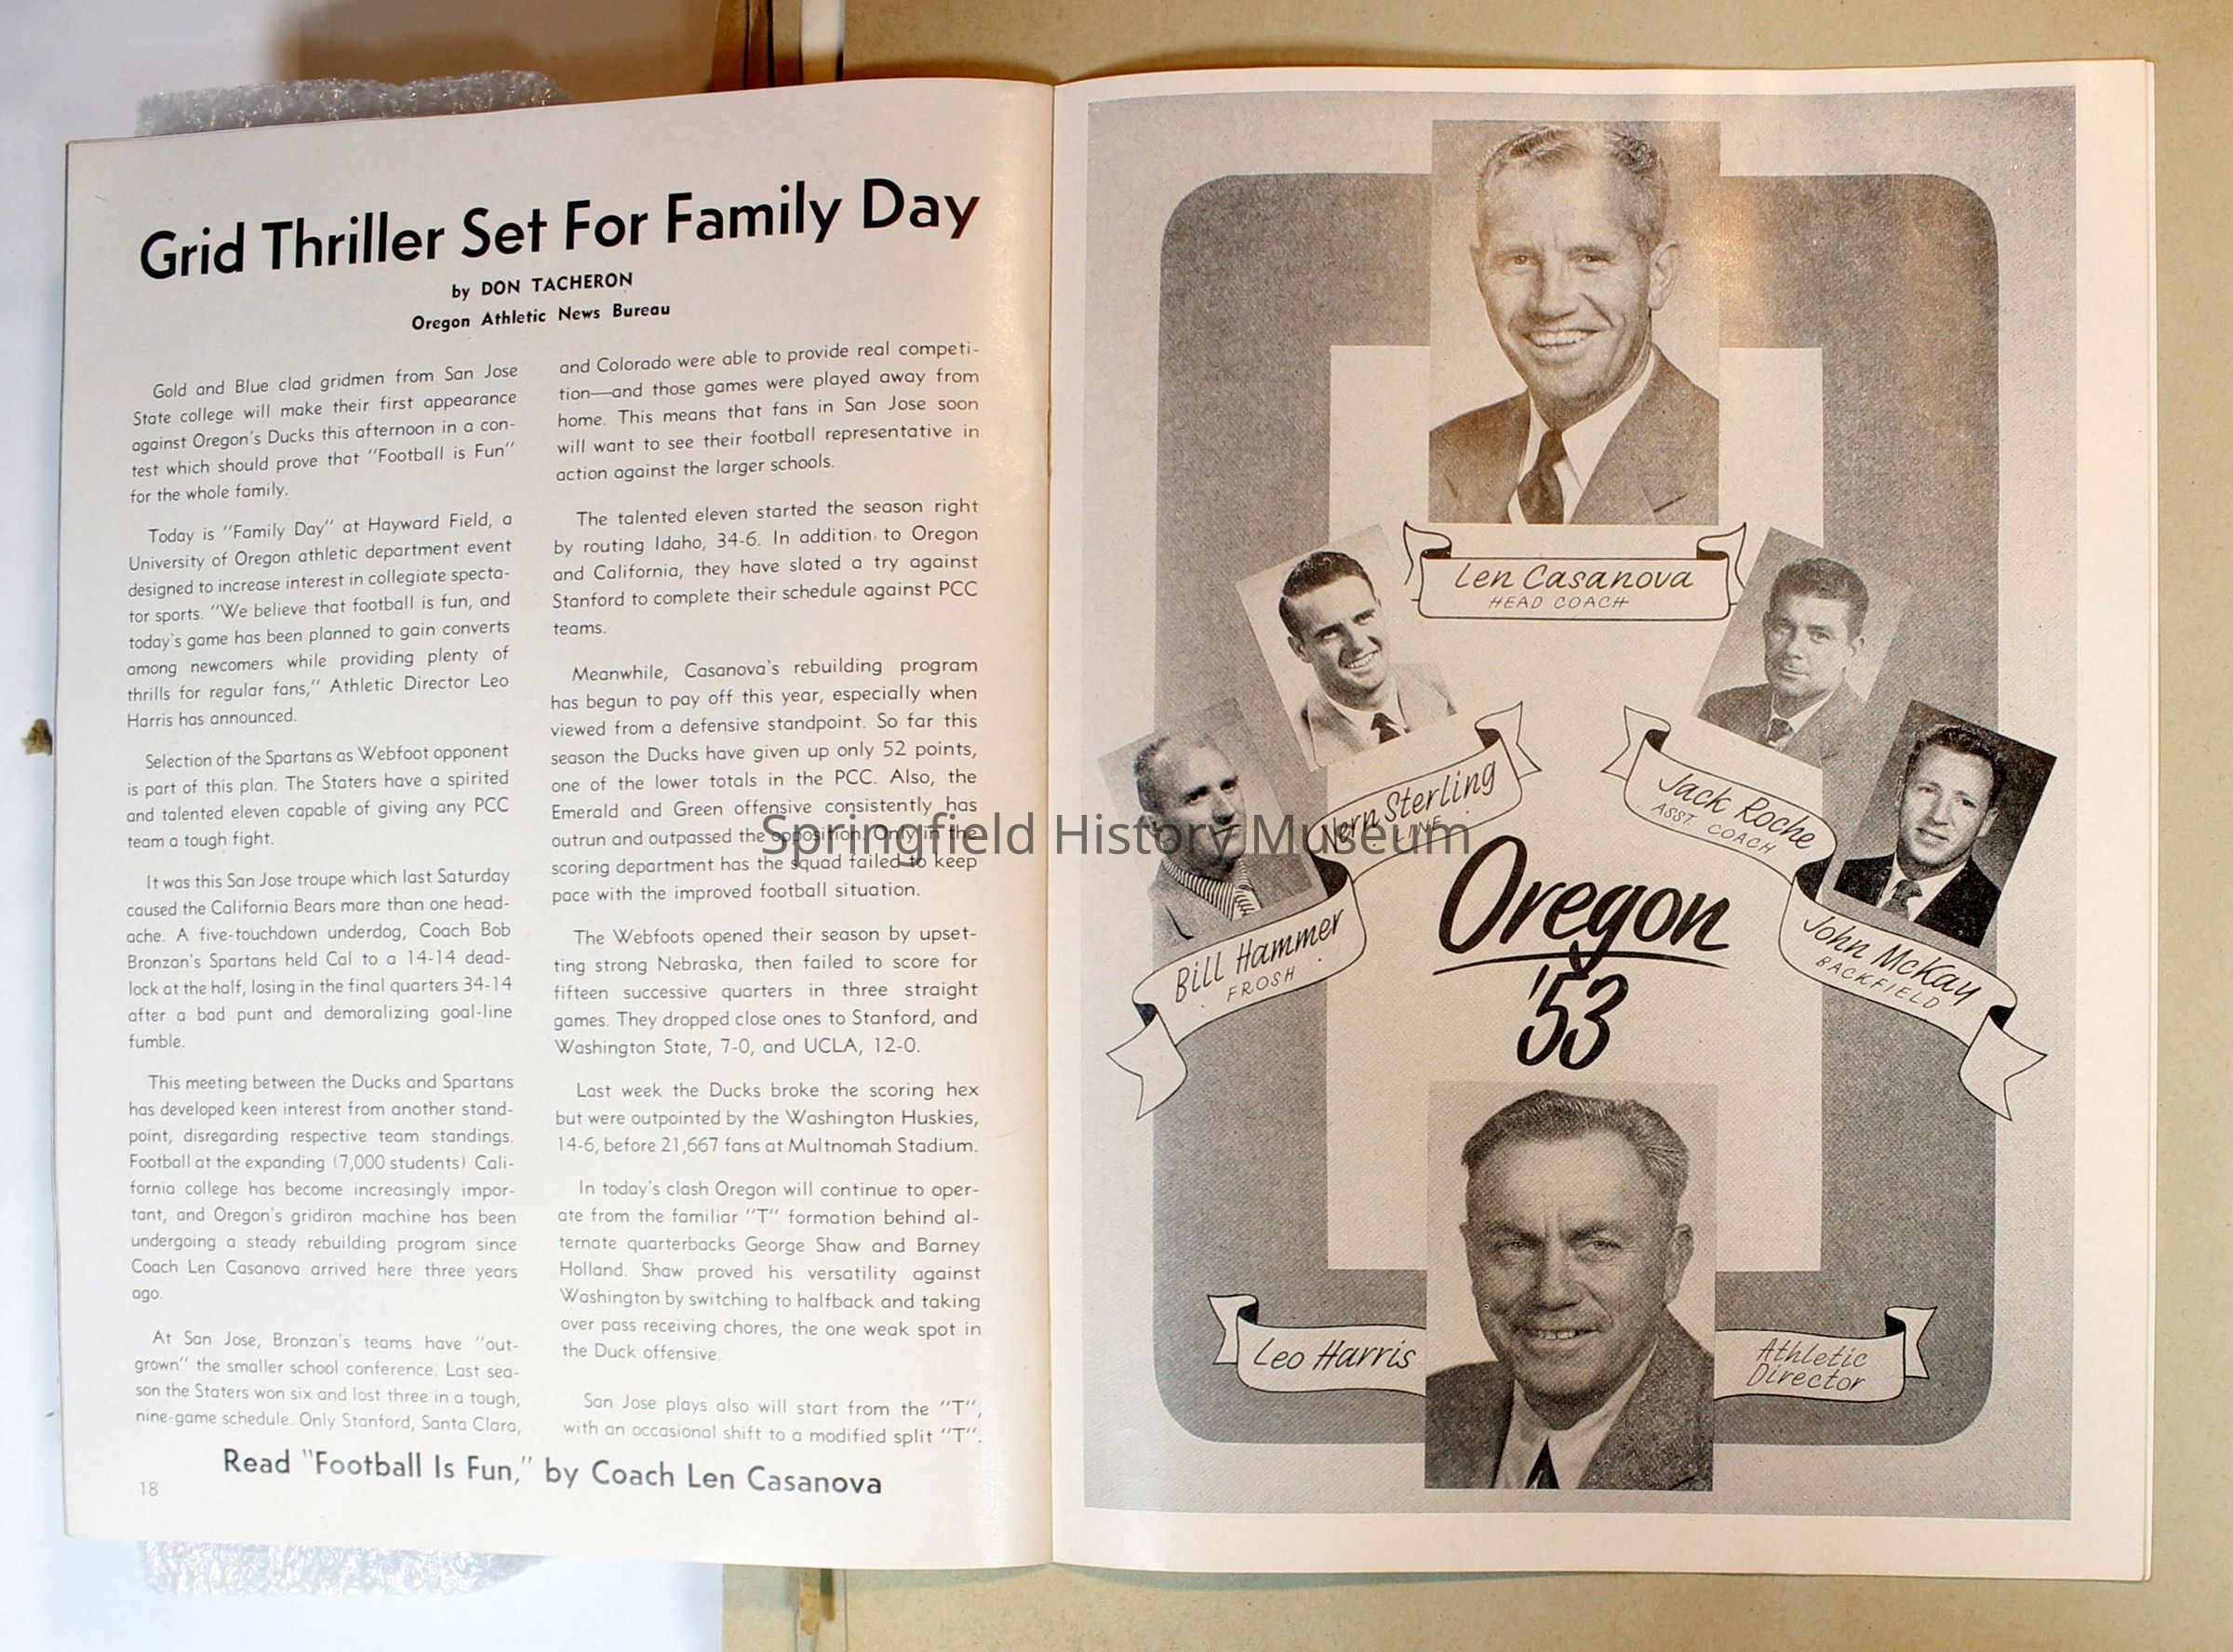 Grid Thriller Set For Family Day
by DON TACHERON
Oregon Athletic News Bureau
Gold and Blue clad gridmen from San Jose
State college will make their first appearance
against Oregon's Ducks this afternoon in a con-
test which should prove that "Football is Fun"
for the whole family.
Today is "Family Day" at Hayward Field, a
University of Oregon athletic department event
designed to increase interest in collegiate specta-
tor sports. "We believe that football is fun, and
today's game has been planned to gain converts
among newcomers while providing plenty of
thrills for regular fans," Athletic Director Leo
Harris has announced.
Selection of the Spartans as Webfoot opponent
is part of this plan. The Staters have a spirited
and talented eleven capable of giving any PCC
team a tough fight.
It was this San Jose troupe which last Saturday
caused the California Bears more than one head-
ache. A five-touchdown underdog, Coach Bob
Bronzan's Spartans held Cal to a 14-14 dead-
lock at the half, losing in the final quarters 34-14
after a bad punt and demoralizing goal-line
fumble.
This meeting between the Ducks and Spartans
has developed keen interest from another stand-
point, disregarding respective team standings.
Football at the expanding (7,000 students) Cali-
fornia college has become increasingly impor-
tant, and Oregon's gridiron machine has been
undergoing a steady rebuilding program since
Coach Len Casanova arrived here three years
ago.
At San Jose, Bronzan's teams have "out-
grown" the smaller school conference. Last sea-
son the Staters won six and lost three in a tough,
nine-game schedule. Only Stanford, Santa Clara,
and Colorado were able to provide real competi-
tion—and those games were played away from
home. This means that fans in San Jose soon
will want to see their football representative in
action against the larger schools.
The talented eleven started the season right
by routing Idaho, 34-6. In addition to Oregon
and California, they have slated a try against
Stanford to complete their schedule against PCC
teams.
Meanwhile, Casanova's rebuilding program
has begun to pay off this year, especially when
viewed from a defensive standpoint. So far this
season the Ducks have given up only 52 points,
one of the lower totals in the PCC. Also, the
Emerald and Green offensive consistently has
outrun and outpassed the opposition. Only in the
scoring department has the squad failed to keep
pace with the improved football situation.
The Webfoots opened their season by upset-
ting strong Nebraska, then failed to score for
fifteen successive quarters in three straight
games. They dropped close ones to Stanford, and
Washington State, 7-0, and UCLA, 12-0.
Last week the Ducks broke the scoring hex
but were outpointed by the Washington Huskies,
14-6, before 21,667 fans at Multnomah Stadium.
In today's clash Oregon will continue to oper-
ate from the familiar "T" formation behind al-
ternate quarterbacks George Shaw and Barney
Holland. Shaw proved his versatility against
Washington by switching to halfback and taking
over pass receiving chores, the one weak spot in
the Duck offensive.
San Jose plays also will start from the "T",
with an occasional shift to a modified split "T".
Read "Football Is Fun," by Coach Len Casanova
18
Len Casanova
HEAD COACH
Vern Sterling
LINE
Jack Roche
ASST. COACH
Bill Hammer
FROSH
John McKay
BACKFIELD
Oregon
'53
Leo Harris
Athletic
Director
Springfield History Museum